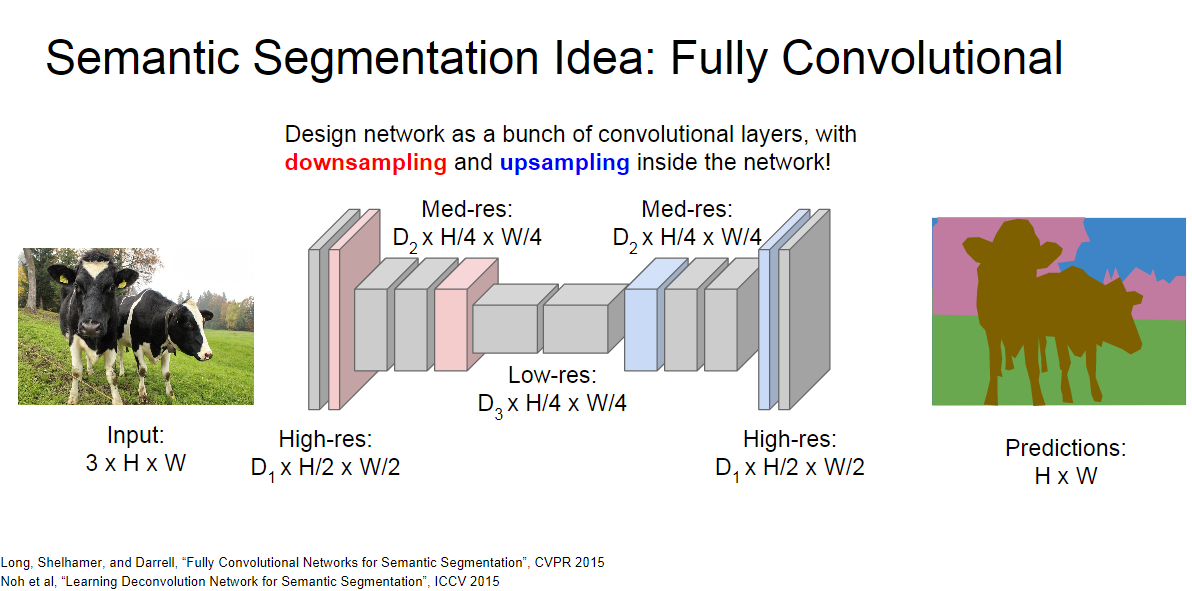 Semantic Segmentation Idea: Fully Convolutional
Design network as a bunch of convolutional layers, with
downsampling and upsampling inside the network!
Med-res:
D2 x H/4 x W/4
Med-res:
D2 x H/4 x W/4
Low-res:
D3 x H/4 x W/4
Input:
3 x H x W
High-res:
D1 x H/2 x W/2
High-res:
D1 x H/2 x W/2
Predictions:
H x W
Long, Shelhamer, and Darrell, “Fully Convolutional Networks for Semantic Segmentation”, CVPR 2015
Noh et al, “Learning Deconvolution Network for Semantic Segmentation”, ICCV 2015